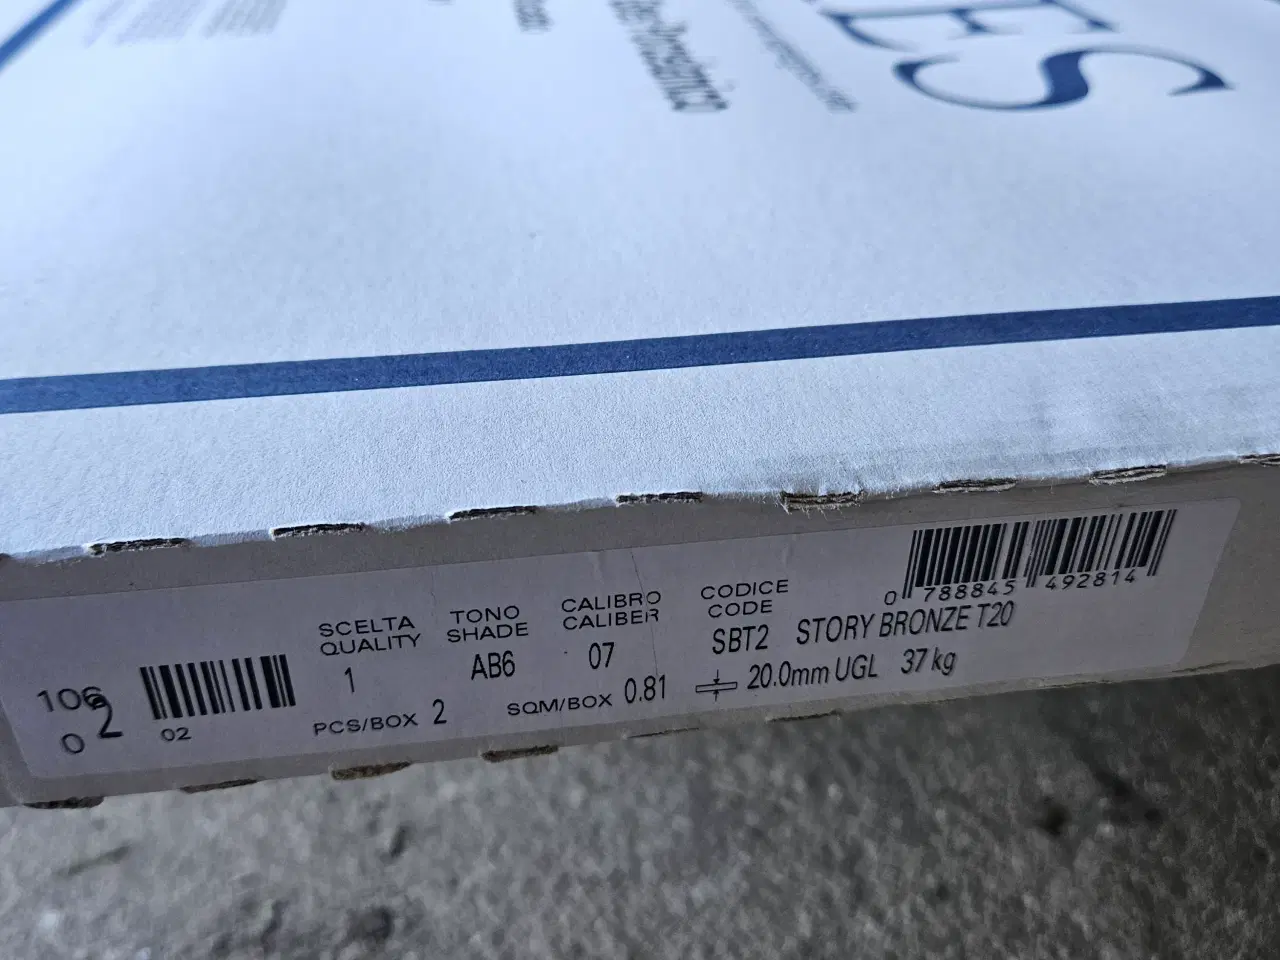 ES
SCELTA
QUALITY
1
TONO
SHADE
AB6
CALIBRO
CALIBER
07
CODICE
CODE
SBT2 STORY BRONZE T20
0 788845 492814
106
2
0
02
PCS/BOX 2
SQM/BOX 0.81
20.0mm UGL 37 kg